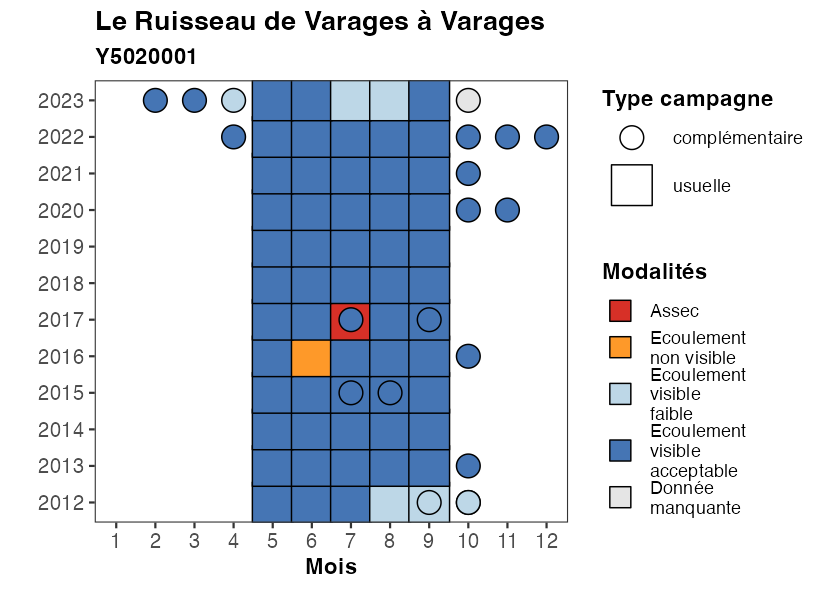 Le Ruisseau de Varages à Varages
Y5020001
2023
2022
2021
2020
2019
2018
2017
2016
2015
2014
2013
2012
1 2 3 4 5 6 7 8 9 10 11 12
Mois
Type campagne
complémentaire
usuelle
Modalités
Assec
Ecoulement
non visible
Ecoulement
visible
faible
Ecoulement
visible
acceptable
Donnée
manquante